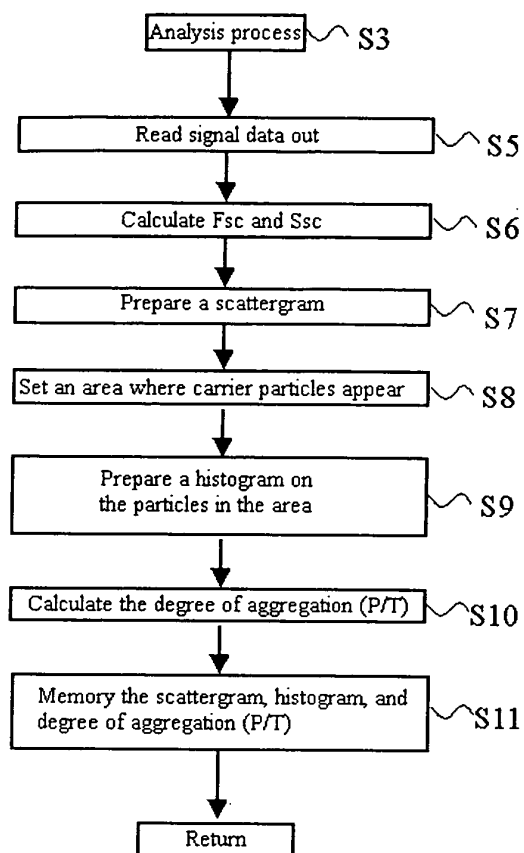 Analysis process
S3
Read signal data out
S5
Calculate Fsc and Ssc
S6
Prepare a scattergram
S7
Set an area where carrier particles appear
S8
Prepare a histogram on
the particles in the area
S9
Calculate the degree of aggregation (P/T)
S10
Memory the scattergram, histogram, and
degree of aggregation (P/T)
S11
Return